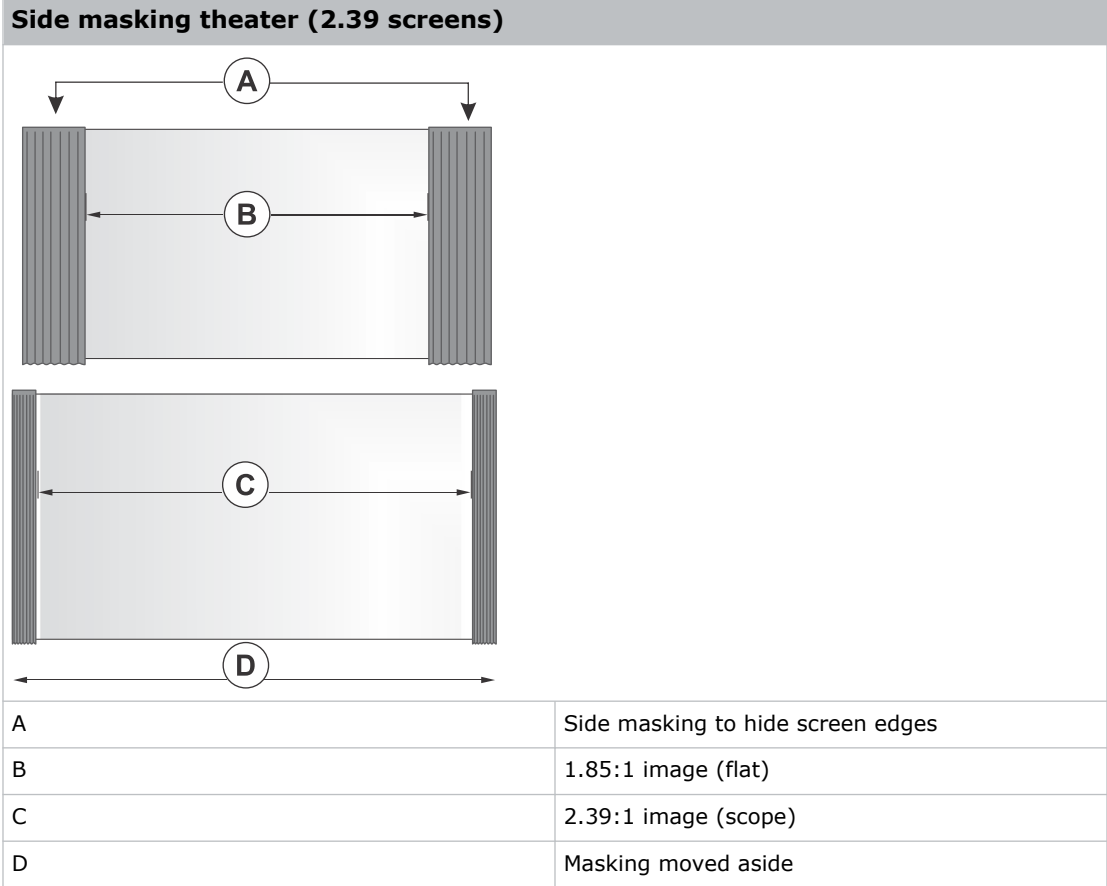 Side masking theater (2.39 screens)
A
B
C
D
A Side masking to hide screen edges
B 1.85:1 image (flat)
C 2.39:1 image (scope)
D Masking moved aside